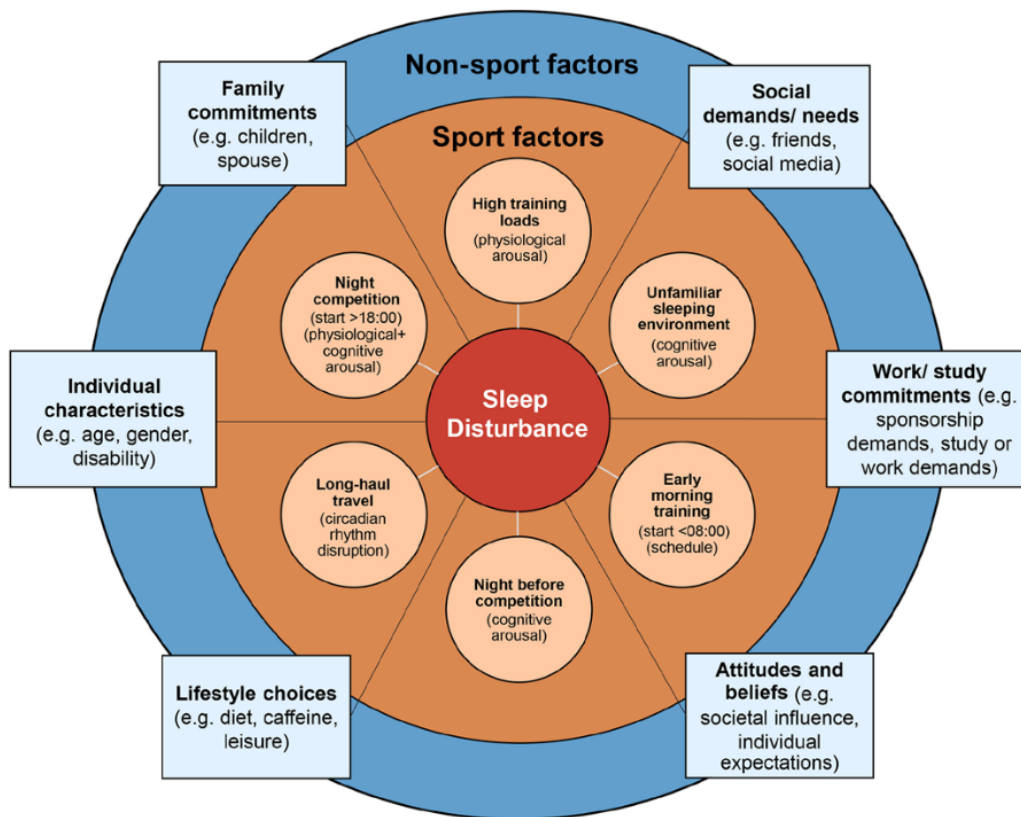 Non-sport factors
Family
commitments
(e.g. children,
spouse)
Social
demands/ needs
(e.g. friends,
social media)
Sport factors
High training
loads
(physiological
arousal)
Night
competition
(start >18:00)
(physiological+
cognitive
arousal)
Unfamiliar
sleeping
environment
(cognitive arousal)
Individual
characteristics
(e.g. age, gender,
disability)
Sleep
Disturbance
Work/ study
commitments (e.g.
sponsorship
demands, study or
work demands)
Long-haul
travel
(circadian
rhythm
disruption)
Early
morning
training
(start <08:00)
(schedule)
Night before
competition
(cognitive
arousal)
Lifestyle choices
(e.g. diet, caffeine,
leisure)
Attitudes and
beliefs (e.g.
societal influence,
individual
expectations)